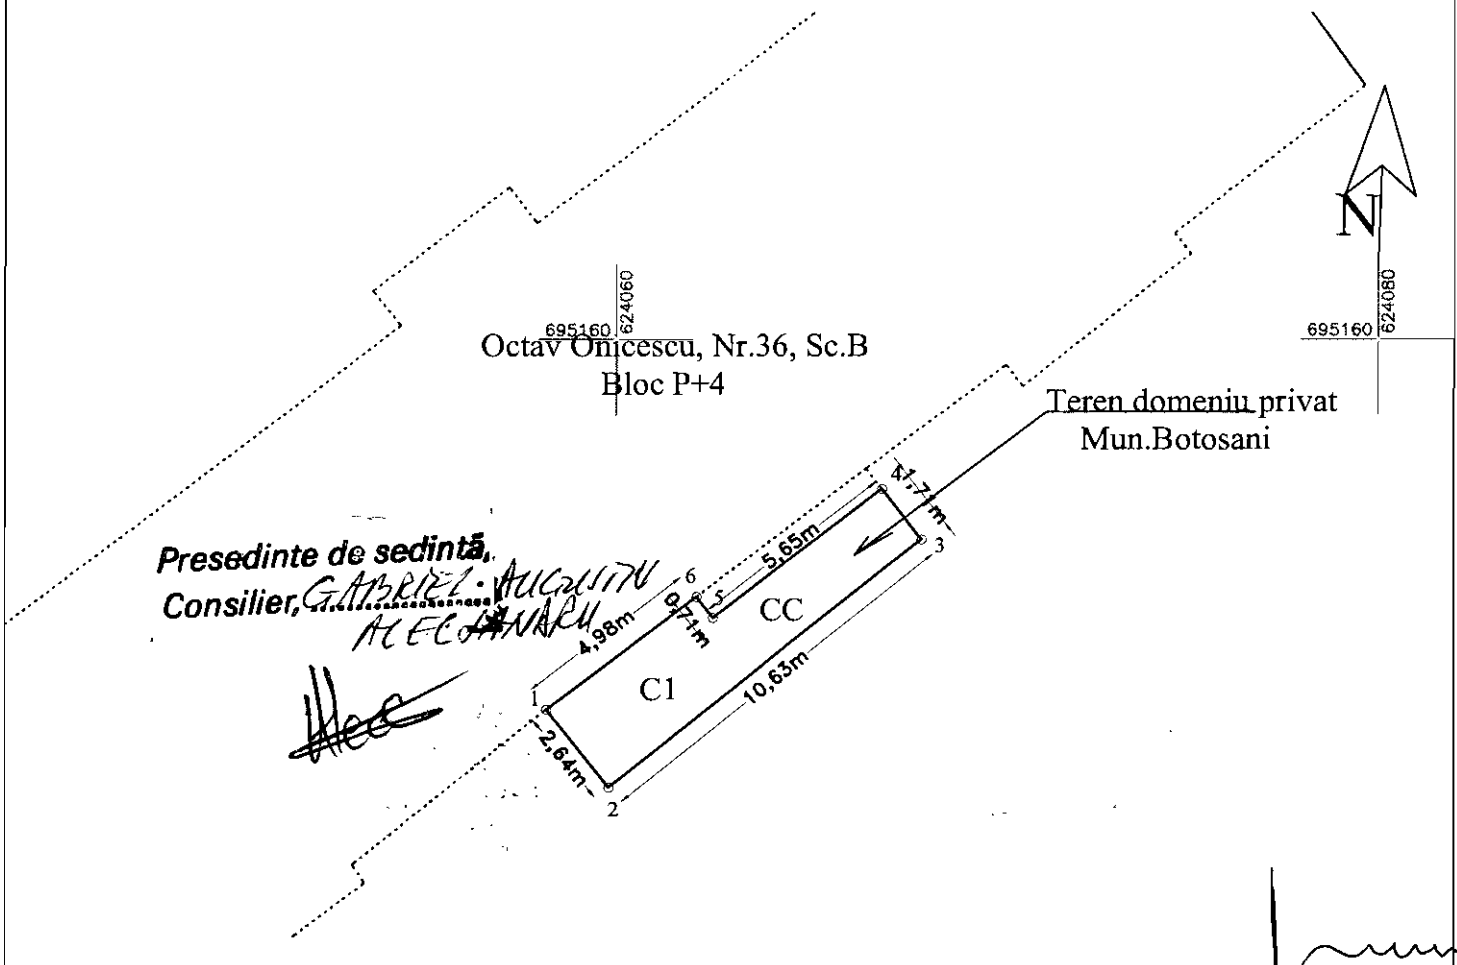 N
695160
624060
695160
624080
Octav Onicescu, Nr.36, Sc.B
Bloc P+4
Teren domeniu privat
Mun.Botosani
4
1,71m
3
5,65m
Presedinte de sedintă,
Consilier, GABRIEL-AUGUSTIN
6
5
0,71m
CC
4,98m
10,63m
C1
1
2,64m
2